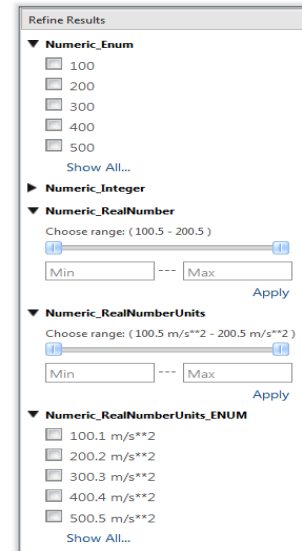 Refine Results
Numeric_Enum
100
200
300
400
500
Show All...
Numeric_Integer
Numeric_RealNumber
Choose range: ( 100.5 - 200.5 )
Min --- Max
Apply
Numeric_RealNumberUnits
Choose range: ( 100.5 m/s**2 - 200.5 m/s**2 )
Min --- Max
Apply
Numeric_RealNumberUnits_ENUM
100.1 m/s**2
200.2 m/s**2
300.3 m/s**2
400.4 m/s**2
500.5 m/s**2
Show All...